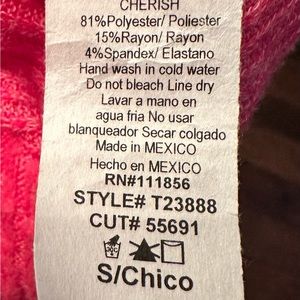 CHERISH
81%Polyester/ Poliester
15%Rayon/ Rayon
4%Spandex/ Elastano
Hand wash in cold water
Do not bleach Line dry
Lavar a mano en
agua fria No usar
blanqueador Secar colgado
Made in MEXICO
Hecho en MEXICO
RN#111856
STYLE# T23888
CUT# 55691
S/Chico